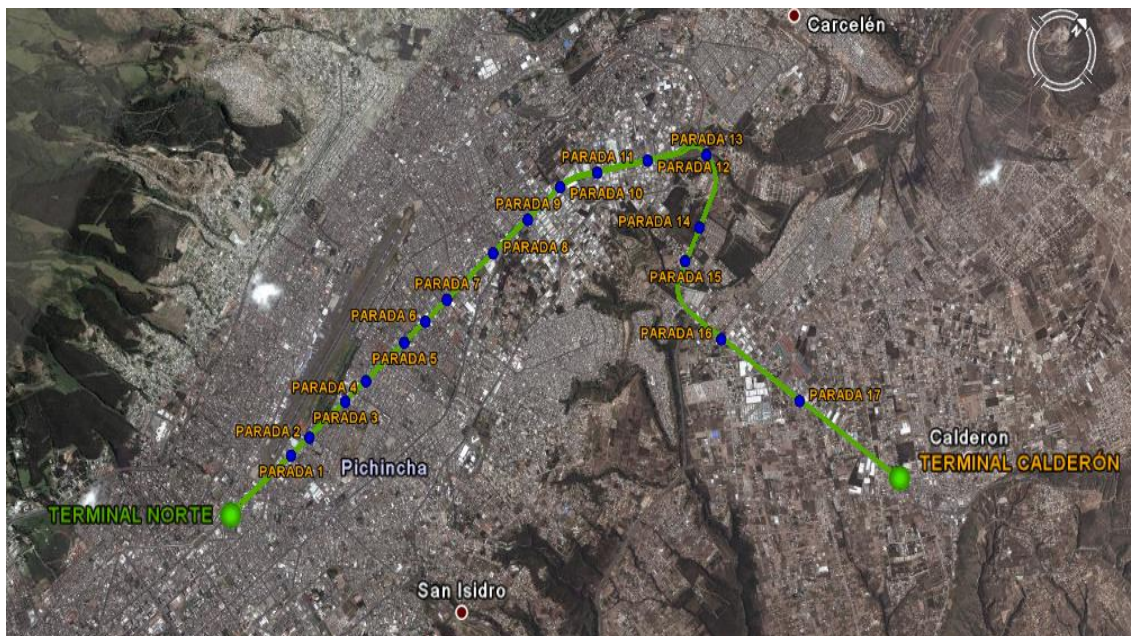 Carcelén
N
PARADA 13
PARADA 11
PARADA 12
PARADA 10
PARADA 9
PARADA 14
PARADA 8
PARADA 15
PARADA 7
PARADA 6
PARADA 16
PARADA 5
PARADA 4
PARADA 17
PARADA 3
PARADA 2
Calderon
PARADA 1
Pichincha
TERMINAL CALDERÓN
TERMINAL NORTE
San Isidro